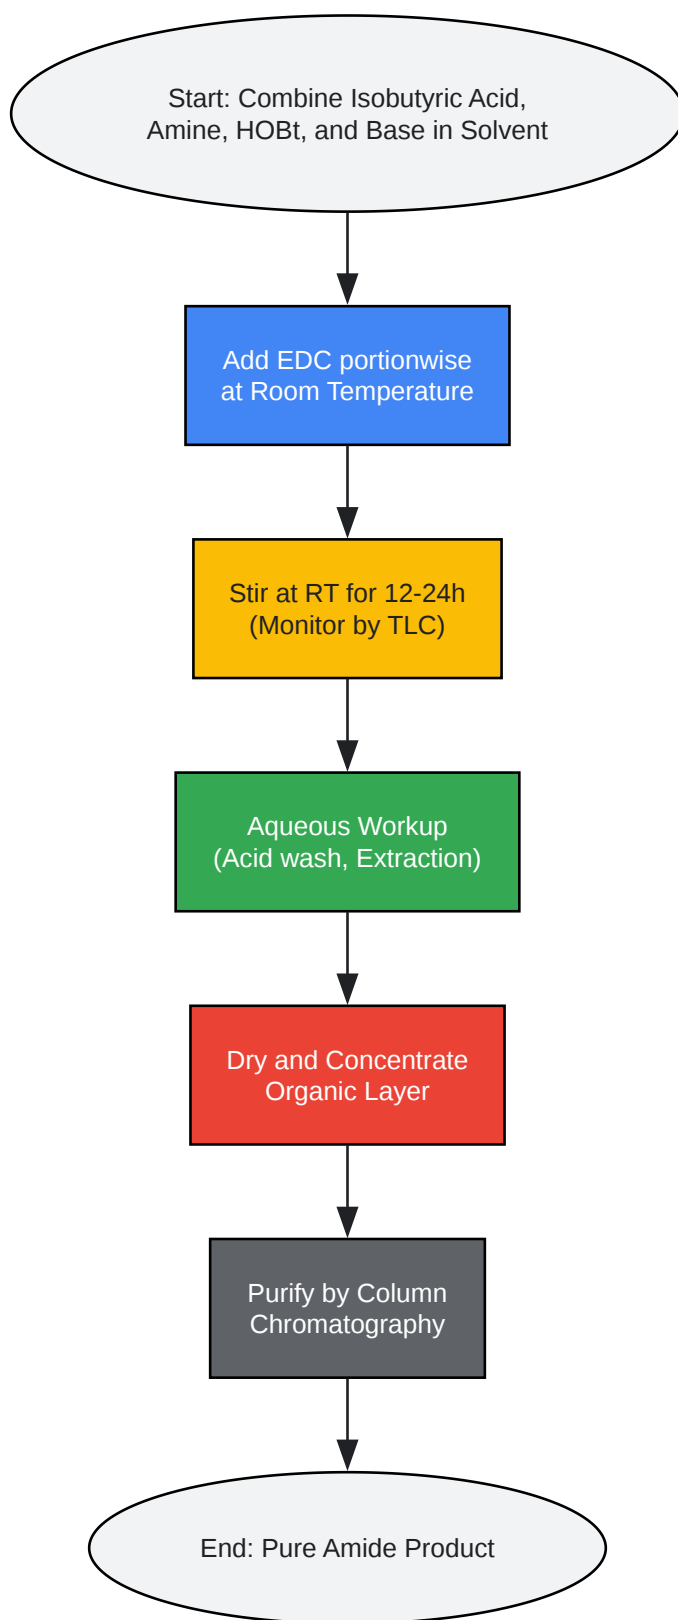 Start: Combine Isobutyric Acid,
Amine, HOBt, and Base in Solvent
Add EDC portionwise
at Room Temperature
Stir at RT for 12-24h
(Monitor by TLC)
Aqueous Workup
(Acid wash, Extraction)
Dry and Concentrate
Organic Layer
Purify by Column
Chromatography
End: Pure Amide Product